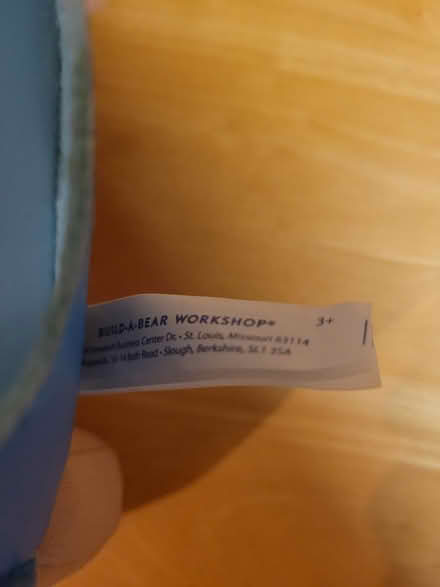 BUILD-A-BEAR WORKSHOP® 3+
Business Center Dr. • St. Louis, Missouri 63114
Bath Road • Slough, Berkshire, SL1 3SA